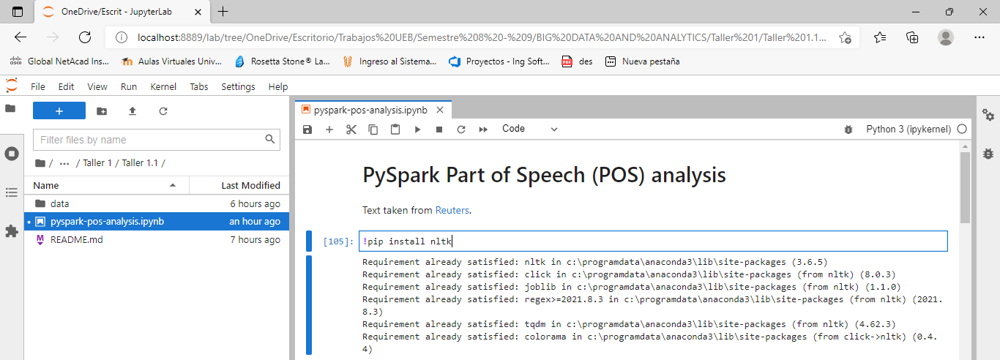 OneDrive/Escrit - JupyterLab
localhost:8889/lab/tree/OneDrive/Escritorio/Trabajos%20UEB/Semestre%208%20-%209/BIG%20DATA%20AND%20ANALYTICS/Taller%201/Taller%201.1...
Global NetAcad Ins... Aulas Virtuales Univ... Rosetta Stone® La... Ingreso al Sistema... Proyectos - Ing Soft... PDF des Nueva pestaña
File Edit View Run Kernel Tabs Settings Help
pyspark-pos-analysis.ipynb
Code
Python 3 (ipykernel)
Filter files by name
/ ··· / Taller 1 / Taller 1.1 /
Name Last Modified
data 6 hours ago
pyspark-pos-analysis.ipynb an hour ago
README.md 7 hours ago
PySpark Part of Speech (POS) analysis
Text taken from Reuters.
[105]: !pip install nltk
Requirement already satisfied: nltk in c:\programdata\anaconda3\lib\site-packages (3.6.5)
Requirement already satisfied: click in c:\programdata\anaconda3\lib\site-packages (from nltk) (8.0.3)
Requirement already satisfied: joblib in c:\programdata\anaconda3\lib\site-packages (from nltk) (1.1.0)
Requirement already satisfied: regex>=2021.8.3 in c:\programdata\anaconda3\lib\site-packages (from nltk) (2021.
8.3)
Requirement already satisfied: tqdm in c:\programdata\anaconda3\lib\site-packages (from nltk) (4.62.3)
Requirement already satisfied: colorama in c:\programdata\anaconda3\lib\site-packages (from click->nltk) (0.4.
4)